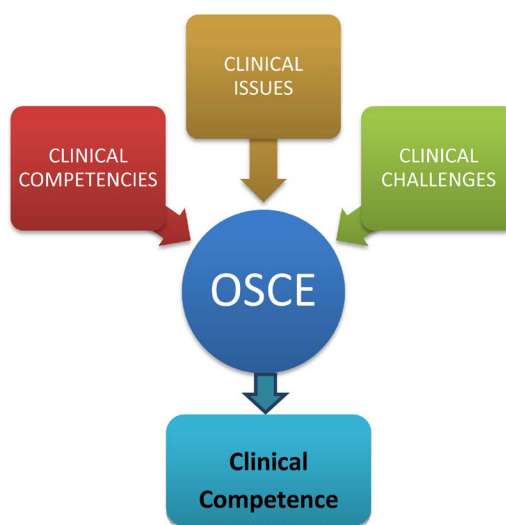 CLINICAL
ISSUES
CLINICAL
COMPETENCIES
CLINICAL
CHALLENGES
OSCE
Clinical
Competence